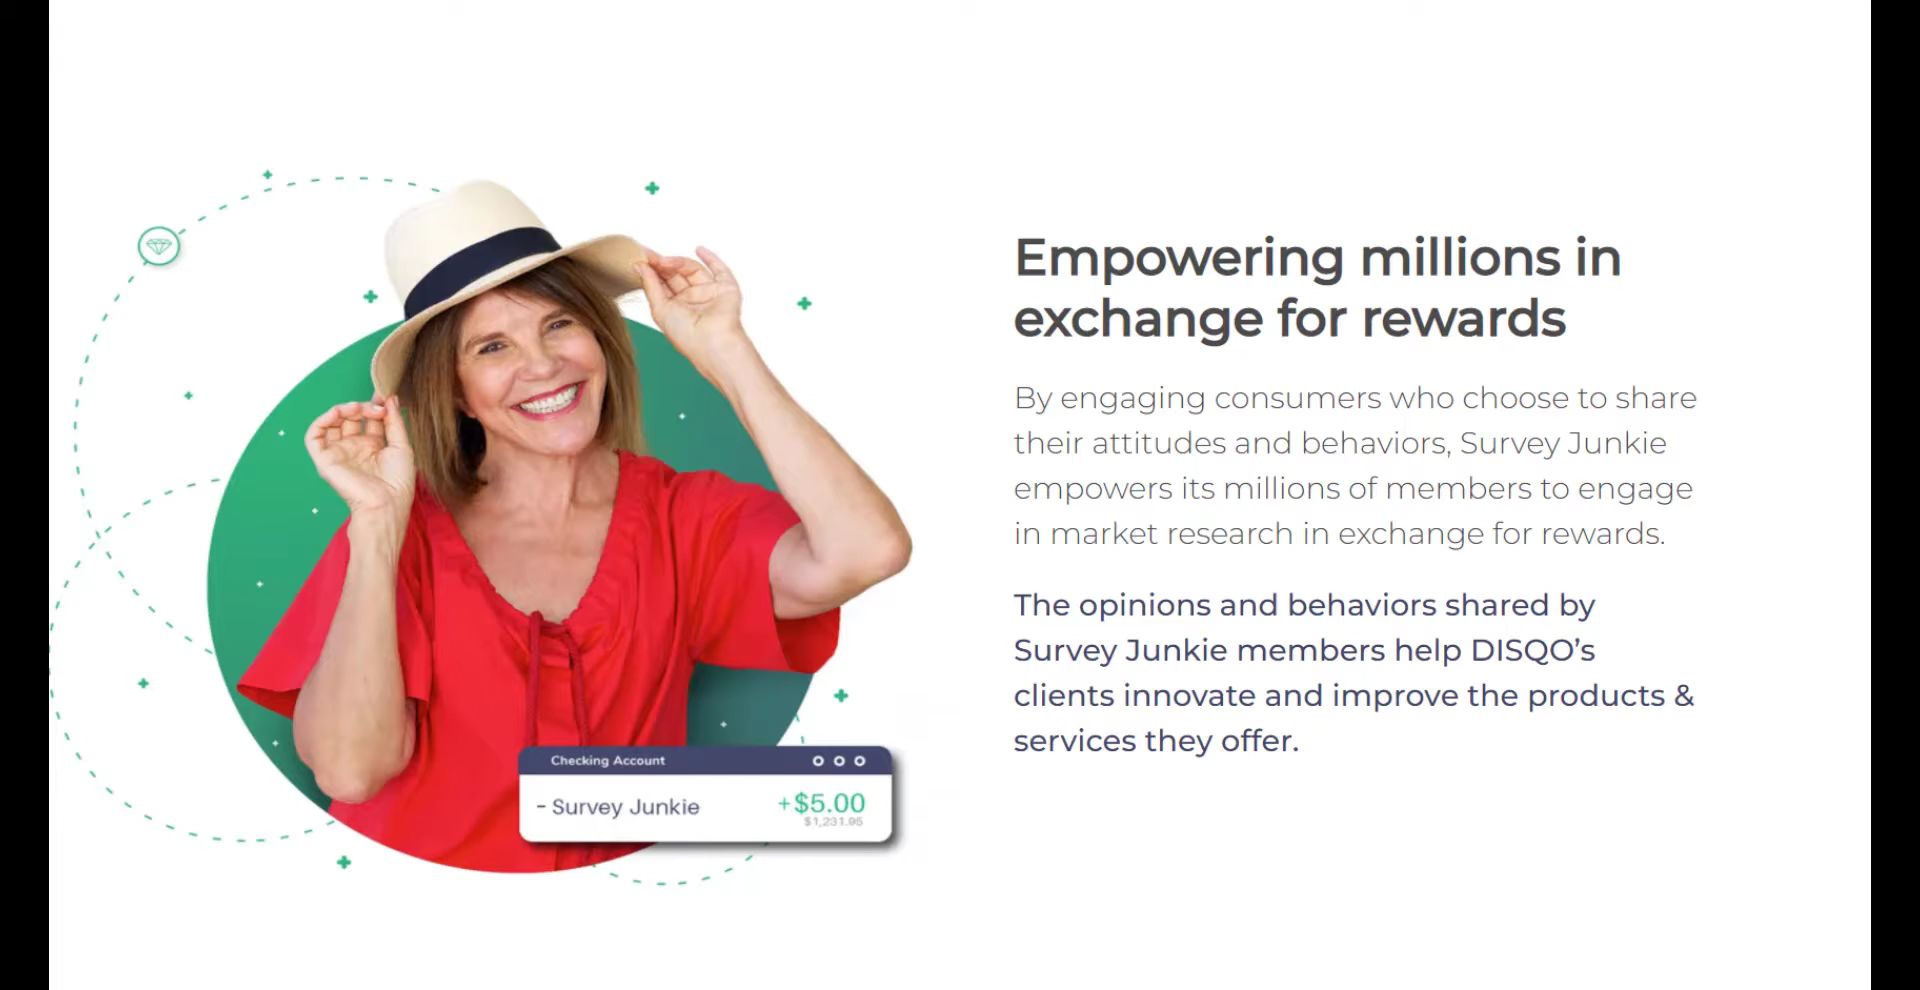 Empowering millions in
exchange for rewards
By engaging consumers who choose to share
their attitudes and behaviors, Survey Junkie
empowers its millions of members to engage
in market research in exchange for rewards.
The opinions and behaviors shared by
Survey Junkie members help DISQO’s
clients innovate and improve the products &
services they offer.
Checking Account
- Survey Junkie +$5.00
$1,231.95